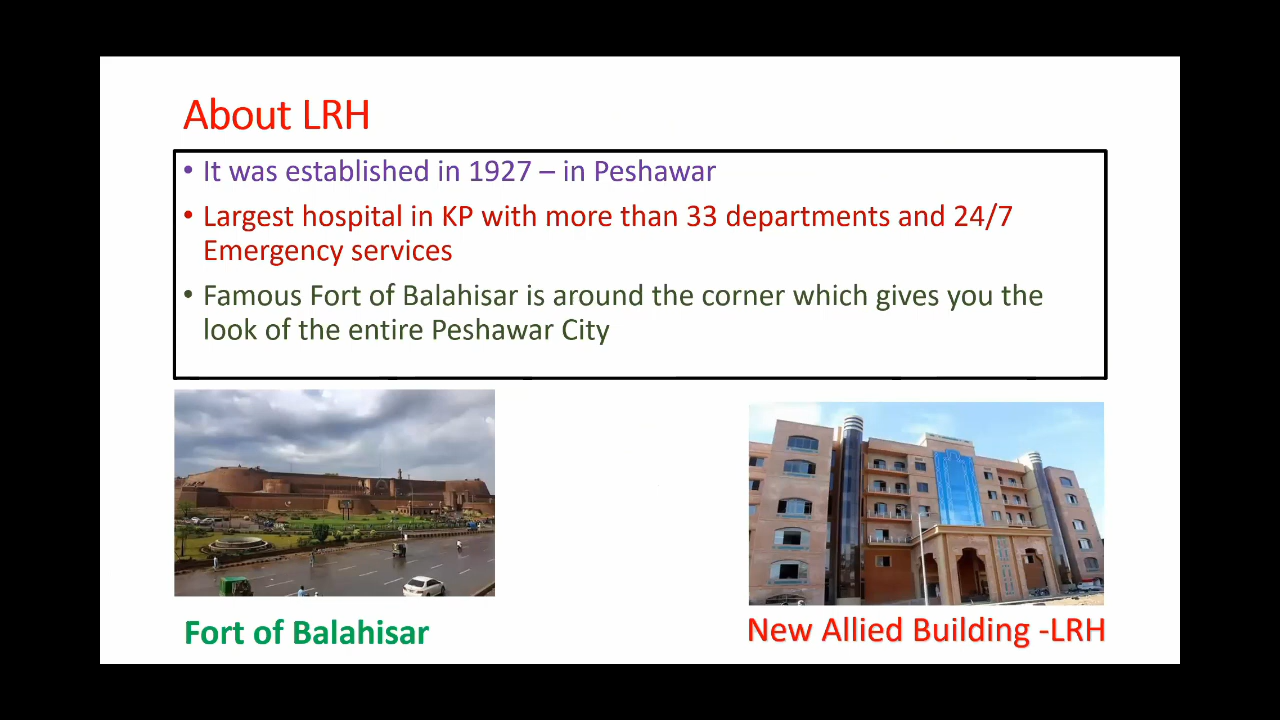 About LRH
• It was established in 1927 – in Peshawar
• Largest hospital in KP with more than 33 departments and 24/7
Emergency services
• Famous Fort of Balahisar is around the corner which gives you the
look of the entire Peshawar City
Fort of Balahisar
New Allied Building -LRH